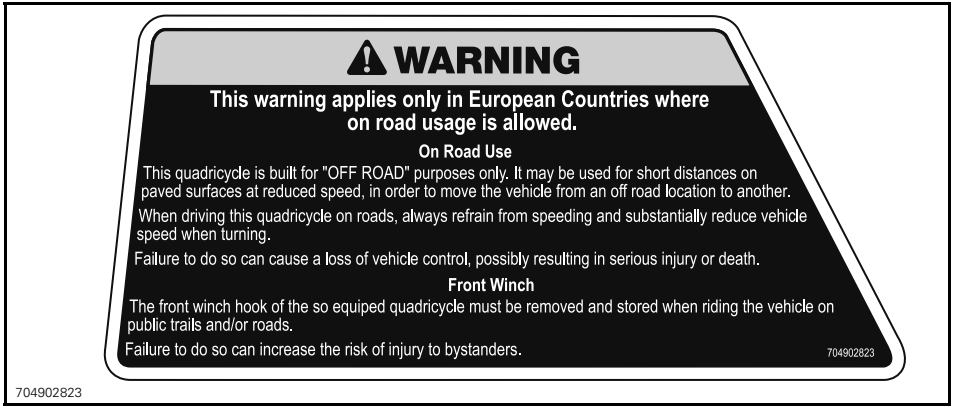 WARNING
This warning applies only in European Countries where
on road usage is allowed.
On Road Use
This quadricycle is built for "OFF ROAD" purposes only. It may be used for short distances on
paved surfaces at reduced speed, in order to move the vehicle from an off road location to another.
When driving this quadricycle on roads, always refrain from speeding and substantially reduce vehicle
speed when turning.
Failure to do so can cause a loss of vehicle control, possibly resulting in serious injury or death.
Front Winch
The front winch hook of the so equiped quadricycle must be removed and stored when riding the vehicle on
public trails and/or roads.
Failure to do so can increase the risk of injury to bystanders.
704902823
704902823